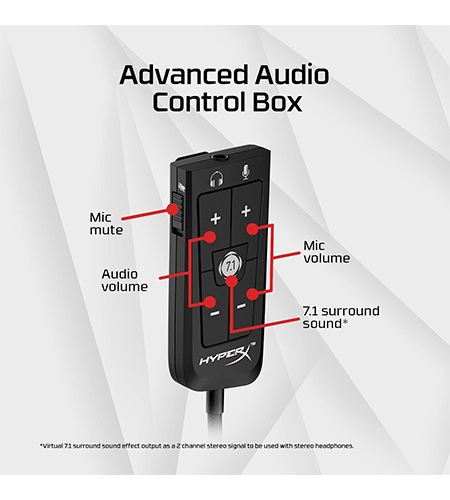 Advanced Audio
Control Box
Mic
mute
+ +
Audio
volume
7.1
Mic
volume
- -
7.1 surround
sound*
HYPERX™
*Virtual 7.1 surround sound effect output as a 2 channel stereo signal to be used with stereo headphones.